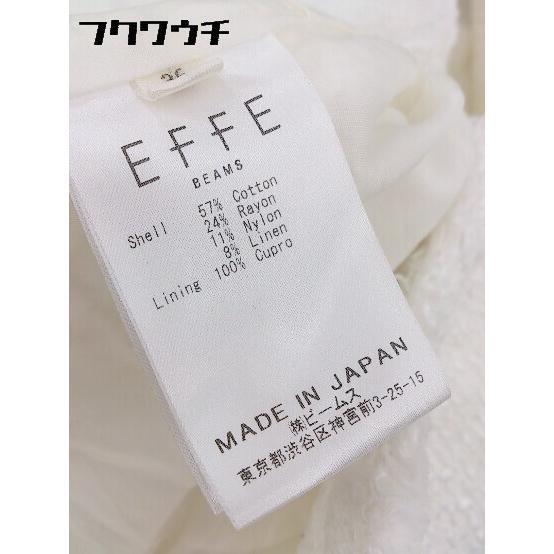 フクワウチ
36
EFFE
BEAMS
Shell 57% Cotton
24% Rayon
11% Nylon
8% Linen
Lining 100% Cupro
MADE IN JAPAN
㈱ビームス
東京都渋谷区神宮前3-25-15